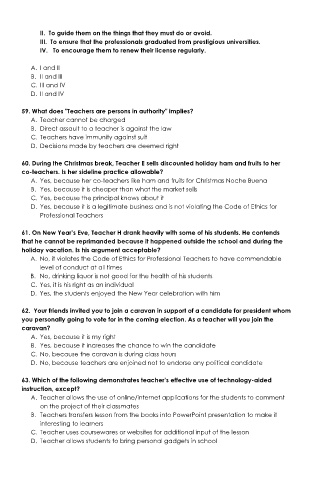 II. To guide them on the things that they must do or avoid.
III. To ensure that the professionals graduated from prestigious universities.
IV. To encourage them to renew their license regularly.
A. I and II
B. II and III
C. III and IV
D. II and IV
59. What does "Teachers are persons in authority" implies?
A. Teacher cannot be charged
B. Direct assault to a teacher is against the law
C. Teachers have immunity against suit
D. Decisions made by teachers are deemed right
60. During the Christmas break, Teacher E sells discounted holiday ham and fruits to her
co-teachers. Is her sideline practice allowable?
A. Yes, because her co-teachers like ham and fruits for Christmas Noche Buena
B. Yes, because it is cheaper than what the market sells
C. Yes, because the principal knows about it
D. Yes, because it is a legitimate business and is not violating the Code of Ethics for
Professional Teachers
61. On New Year's Eve, Teacher H drank heavily with some of his students. He contends
that he cannot be reprimanded because it happened outside the school and during the
holiday vacation. Is his argument acceptable?
A. No, it violates the Code of Ethics for Professional Teachers to have commendable
level of conduct at all times
B. No, drinking liquor is not good for the health of his students
C. Yes, it is his right as an individual
D. Yes, the students enjoyed the New Year celebration with him
62. Your friends invited you to join a caravan in support of a candidate for president whom
you personally going to vote for in the coming election. As a teacher will you join the
caravan?
A. Yes, because it is my right
B. Yes, because it increases the chance to win the candidate
C. No, because the caravan is during class hours
D. No, because teachers are enjoined not to endorse any political candidate
63. Which of the following demonstrates teacher's effective use of technology-aided
instruction, except?
A. Teacher allows the use of online/internet applications for the students to comment
on the project of their classmates
B. Teachers transfers lesson from the books into PowerPoint presentation to make it
interesting to learners
C. Teacher uses coursewares or websites for additional input of the lesson
D. Teacher allows students to bring personal gadgets in school